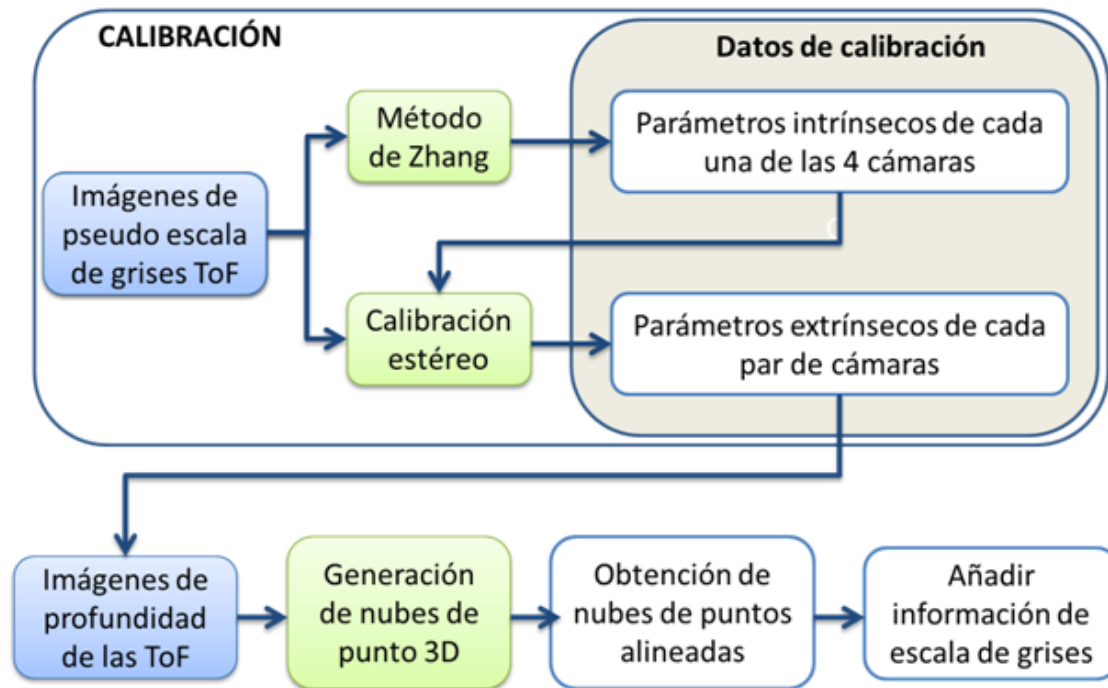 CALIBRACIÓN
Datos de calibración
Imágenes de
pseudo escala
de grises ToF
Método
de Zhang
Parámetros intrínsecos de cada
una de las 4 cámaras
Calibración
estéreo
Parámetros extrínsecos de cada
par de cámaras
Imágenes de
profundidad
de las ToF
Generación
de nubes de
punto 3D
Obtención de
nubes de puntos
alineadas
Añadir
información de
escala de grises